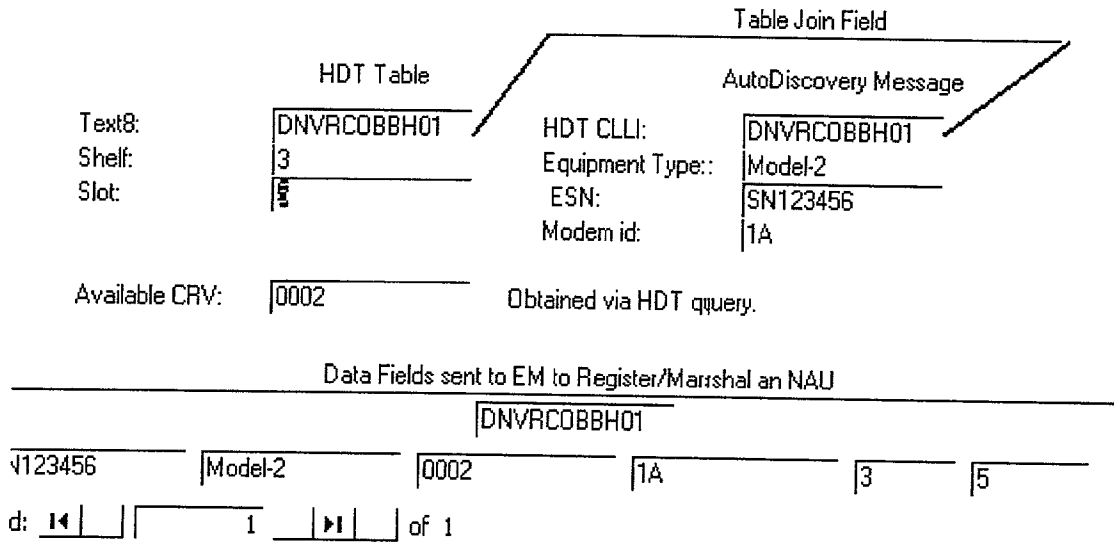 Table Join Field
HDT Table AutoDiscovery Message
Text8: DNVRCOBBH01 HDT CLLI: DNVRCOBBH01
Shelf: 3 Equipment Type:: Model-2
Slot: ESN: SN123456
Modem id: 1A
Available CRV: 0002 Obtained via HDT qquery.
Data Fields sent to EM to Register/Marrshal an NAU
DNVRCOBBH01
N123456 Model-2 0002 1A 3 5
d: 1 of 1